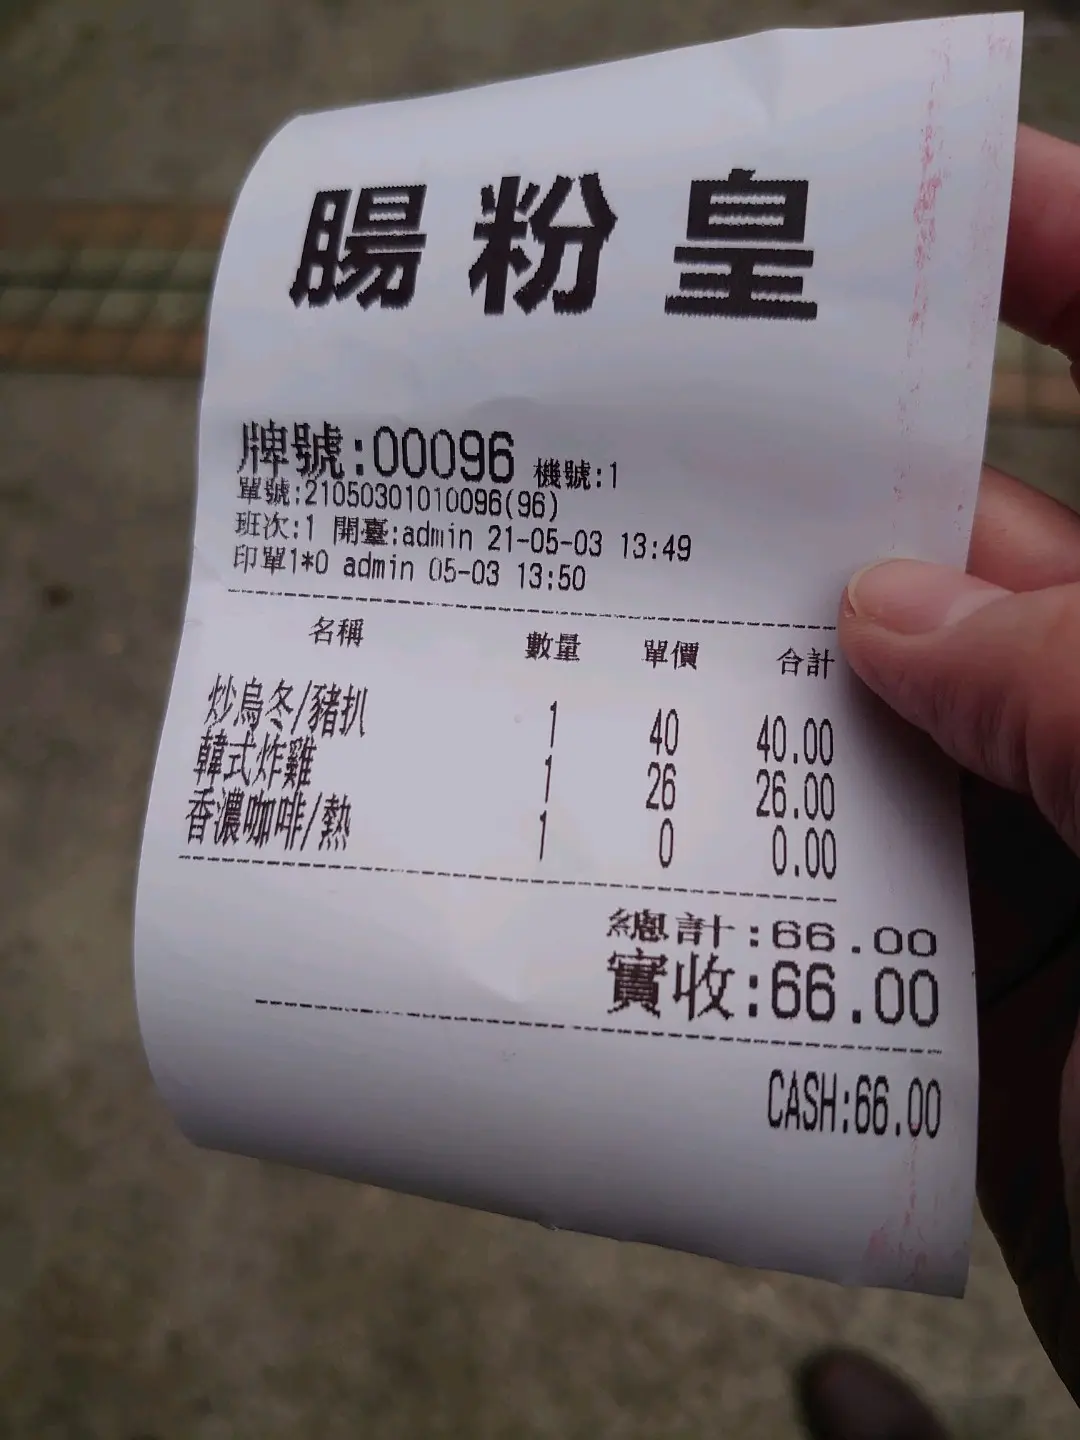 腸粉皇
牌號:00096 機號:1
單號:21050301010096(96)
班次:1 開臺:admin 21-05-03 13:49
印單1*0 admin 05-03 13:50
名稱 數量 單價 合計
炒烏冬/豬扒 1 40 40.00
韓式炸雞 1 26 26.00
香濃咖啡/熱 1 0 0.00
總計:66.00
實收:66.00
CASH:66.00